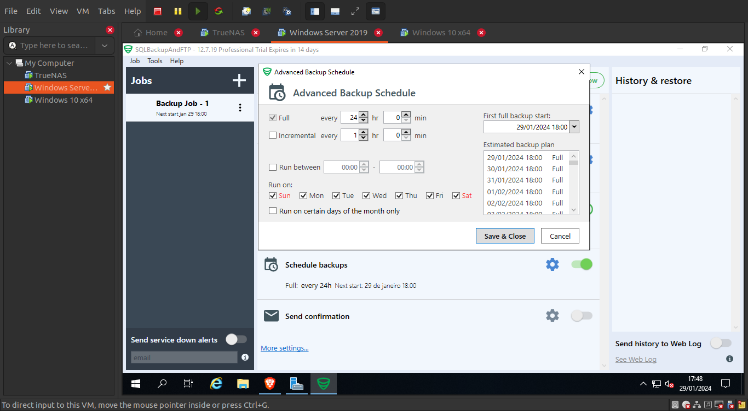 File Edit View VM Tabs Help
Library
Type here to sea...
My Computer
TrueNAS
Windows Serve...
Windows 10 x64
Home TrueNAS Windows Server 2019 Windows 10 x64
SQLBackupAndFTP - 12.7.19 Professional Trial Expires in 14 days
Job Tools Help
Jobs
Backup Job - 1
Next start: Jan 29 18:00
Advanced Backup Schedule
Advanced Backup Schedule
Full every 24 hr 0 min
Incremental every 1 hr 0 min
Run between 00:00 - 00:00
Run on:
Sun Mon Tue Wed Thu Fri Sat
Run on certain days of the month only
First full backup start:
29/01/2024 18:00
Estimated backup plan
29/01/2024 18:00 Full
30/01/2024 18:00 Full
31/01/2024 18:00 Full
01/02/2024 18:00 Full
02/02/2024 18:00 Full
Save & Close Cancel
History & restore
Schedule backups
Full: every 24h Next start: 29 de janeiro 18:00
Send confirmation
More settings...
Send service down alerts
email
Send history to Web Log
See Web Log
17:48
29/01/2024
To direct input to this VM, move the mouse pointer inside or press Ctrl+G.